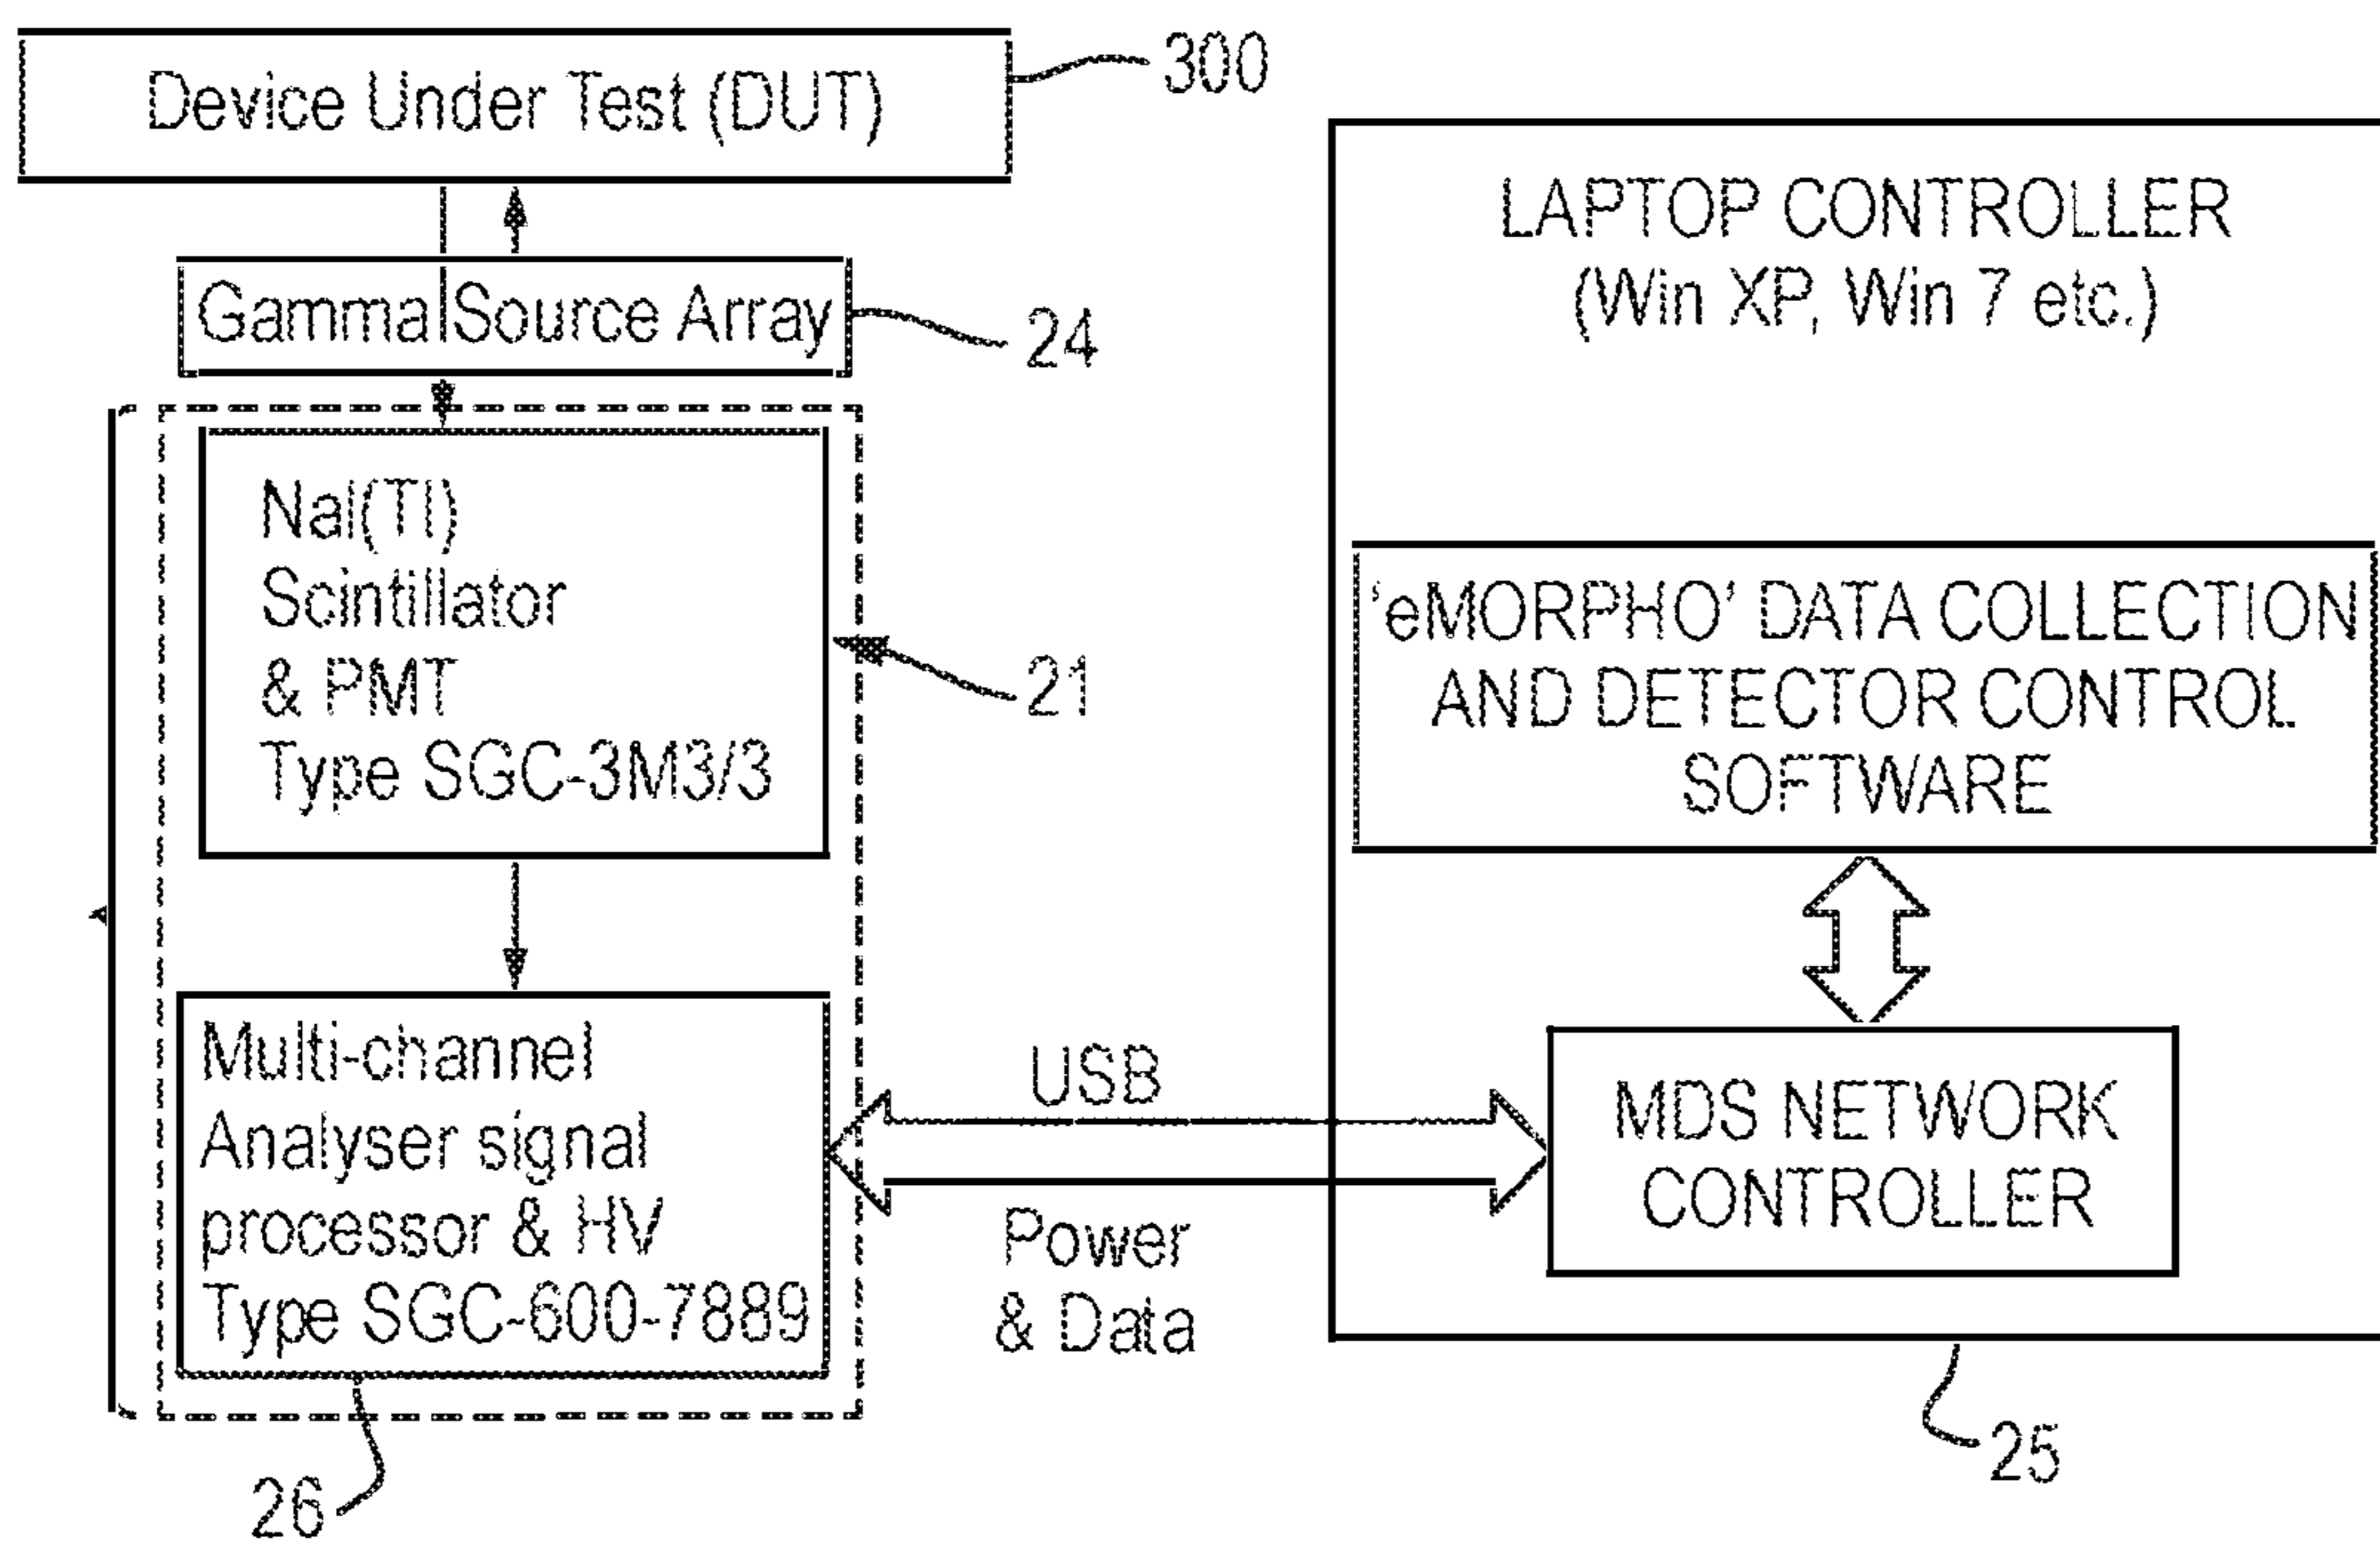 Device Under Test (DUT)
300
Gamma Source Array
24
NaI(Tl)
Scintillator
& PMT
Type SGC-3M3/3
21
Multi-channel
Analyser signal
processor & HV
Type SGC-600-7889
26
USB
Power
& Data
LAPTOP CONTROLLER
(Win XP, Win 7 etc.)
'eMORPHO' DATA COLLECTION
AND DETECTOR CONTROL
SOFTWARE
MDS NETWORK
CONTROLLER
25